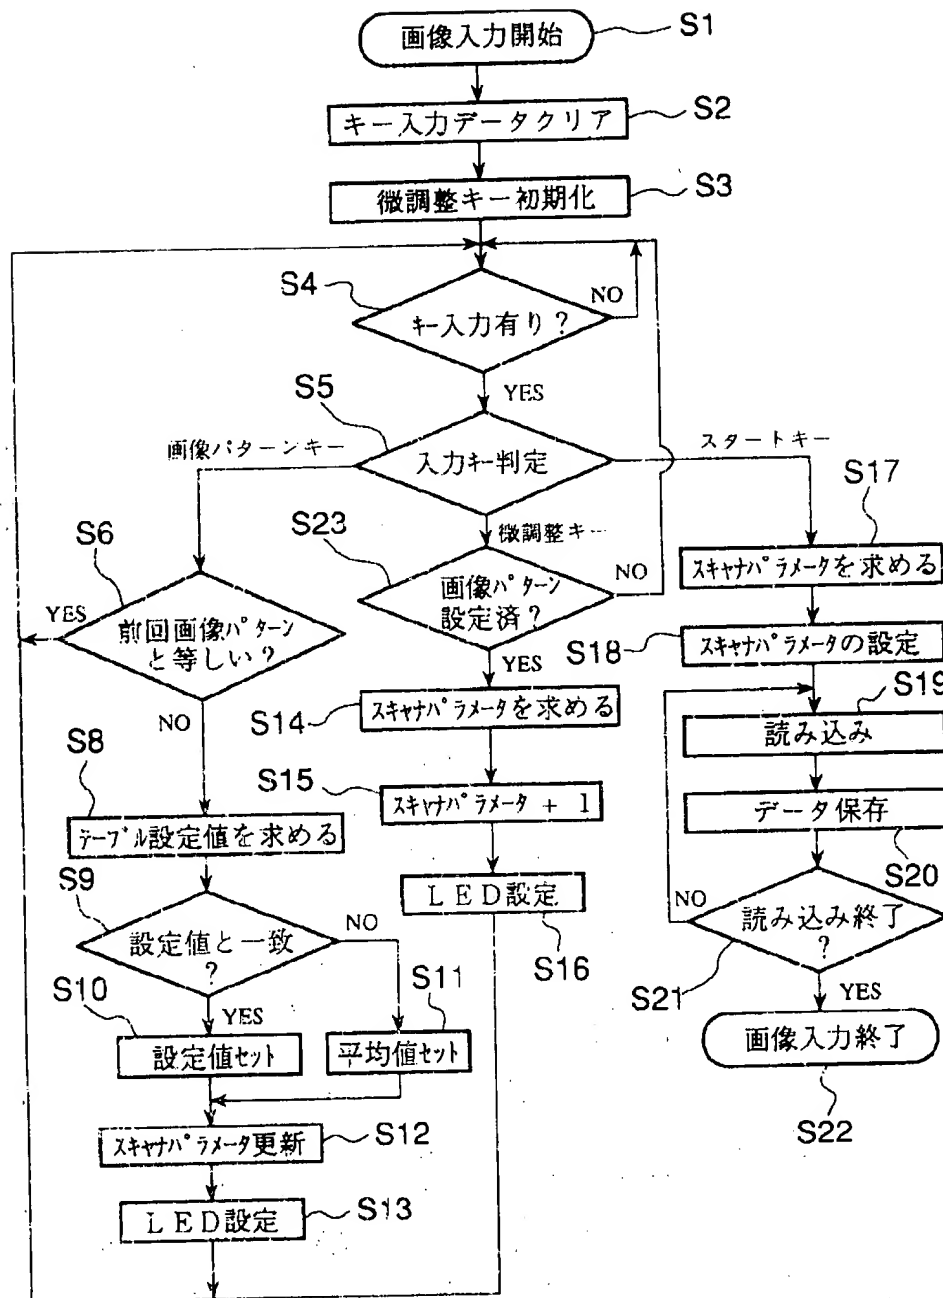 画像入力開始
S1
キー入力データクリア
S2
微調整キー初期化
S3
S4
キー入力有り?
NO
YES
S5
画像パターンキー
入力キー判定
スタートキー
S17
S6
S23
微調整キー
スキャナパラメータを求める
YES
前回画像パターン
と等しい?
画像パターン
設定済?
NO
S18
スキャナパラメータの設定
NO
YES
S14
スキャナパラメータを求める
S19
読み込み
S8
テーブル設定値を求める
S15
スキャナパラメータ + 1
データ保存
S20
S9
設定値と一致
?
NO
LED設定
S16
NO
読み込み終了
?
S21
YES
S10
YES
S11
設定値セット
平均値セット
画像入力終了
S22
スキャナパラメータ更新
S12
LED設定
S13